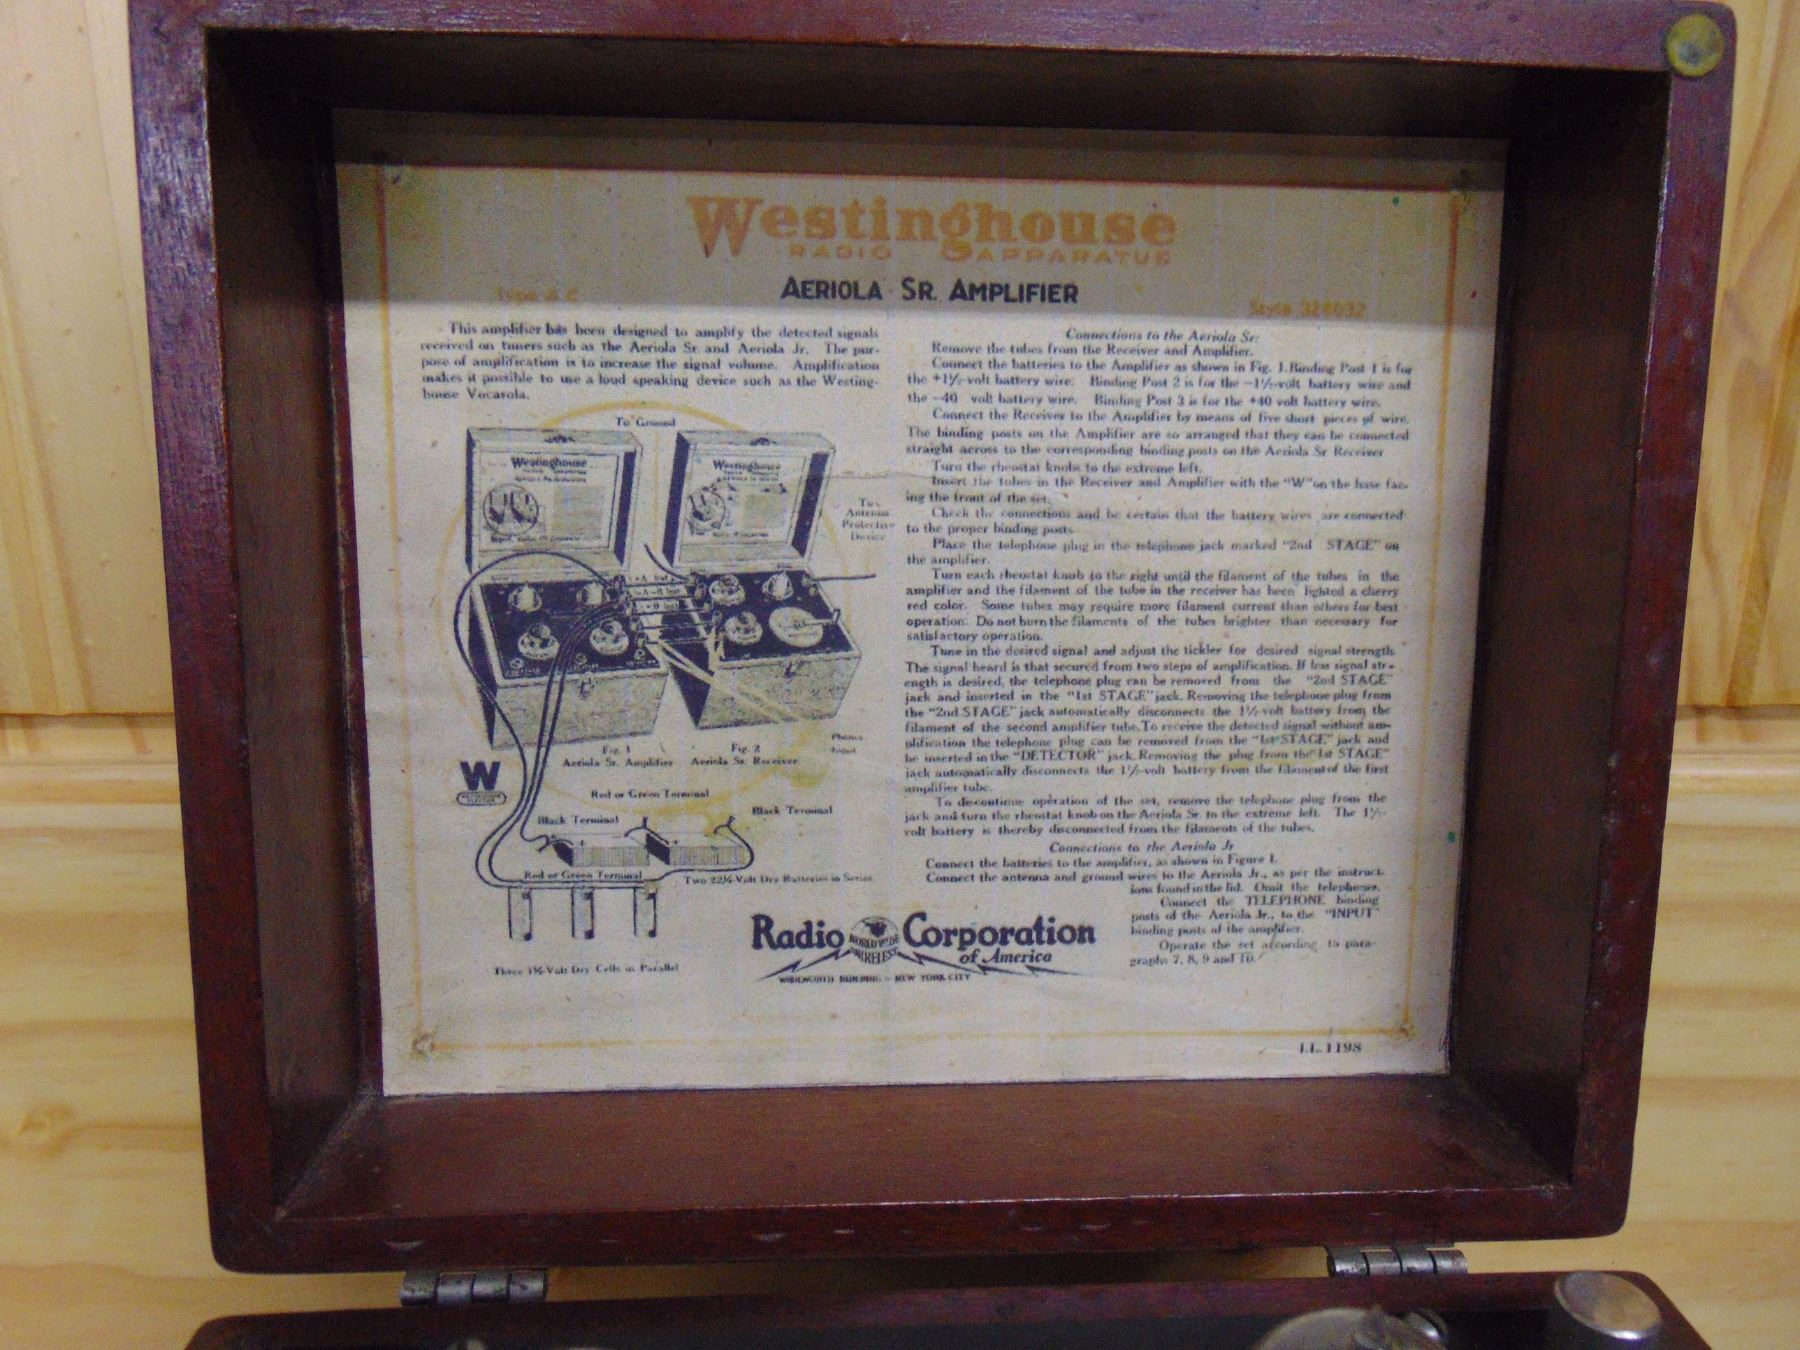 Westinghouse
RADIO APPARATUS
AERIOLA SR. AMPLIFIER
Type A C
Style 326032
This amplifier has been designed to amplify the detected signals
received on tuners such as the Aeriola Sr. and Aeriola Jr. The pur-
pose of amplification is to increase the signal volume. Amplification
makes it possible to use a loud speaking device such as the Westing-
house Vocarola.
To Ground
Westinghouse
Westinghouse
To
Antenna
Protective
Device
Fig. 1
Aeriola Sr. Amplifier
Fig. 2
Aeriola Sr. Receiver
Phones
Input
W
Red or Green Terminal
Black Terminal
Black Terminal
Red or Green Terminal
Two 22½-Volt Dry Batteries in Series
Three 1½-Volt Dry Cells in Parallel
Connections to the Aeriola Sr.
Remove the tubes from the Receiver and Amplifier.
Connect the batteries to the Amplifier as shown in Fig. 1. Binding Post 1 is for
the +1½-volt battery wire. Binding Post 2 is for the -1½-volt battery wire and
the -40 volt battery wire. Binding Post 3 is for the +40 volt battery wire.
Connect the Receiver to the Amplifier by means of five short pieces of wire.
The binding posts on the Amplifier are so arranged that they can be connected
straight across to the corresponding binding posts on the Aeriola Sr Receiver
Turn the rheostat knobs to the extreme left.
Insert the tubes in the Receiver and Amplifier with the "W" on the base fac-
ing the front of the set.
Check the connections and be certain that the battery wires are connected
to the proper binding posts
Place the telephone plug in the telephone jack marked "2nd STAGE" on
the amplifier.
Turn each rheostat knob to the right until the filament of the tubes in the
amplifier and the filament of the tube in the receiver has been lighted a cherry
red color. Some tubes may require more filament current than others for best
operation. Do not burn the filaments of the tubes brighter than necessary for
satisfactory operation.
Tune in the desired signal and adjust the tickler for desired signal strength.
The signal heard is that secured from two steps of amplification. If less signal str-
ength is desired, the telephone plug can be removed from the "2nd STAGE"
jack and inserted in the "1st STAGE" jack. Removing the telephone plug from
the "2nd STAGE" jack automatically disconnects the 1½-volt battery from the
filament of the second amplifier tube. To receive the detected signal without am-
plification the telephone plug can be removed from the "1st STAGE" jack and
be inserted in the "DETECTOR" jack. Removing the plug from the "1st STAGE"
jack automatically disconnects the 1½-volt battery from the filament of the first
amplifier tube.
To discontinue operation of the set, remove the telephone plug from the
jack and turn the rheostat knob on the Aeriola Sr. to the extreme left. The 1½-
volt battery is thereby disconnected from the filaments of the tubes.
Connections to the Aeriola Jr
Connect the batteries to the amplifier, as shown in Figure 1.
Connect the antenna and ground wires to the Aeriola Jr., as per the instruct-
ions found in the lid. Omit the telephones.
Connect the TELEPHONE binding
posts of the Aeriola Jr., to the "INPUT"
binding posts of the amplifier.
Operate the set according to para-
graphs 7, 8, 9 and 10.
Radio Corporation
of America
WORLD WIDE
WIRELESS
WOOLWORTH BUILDING - NEW YORK CITY
I.L. 1198